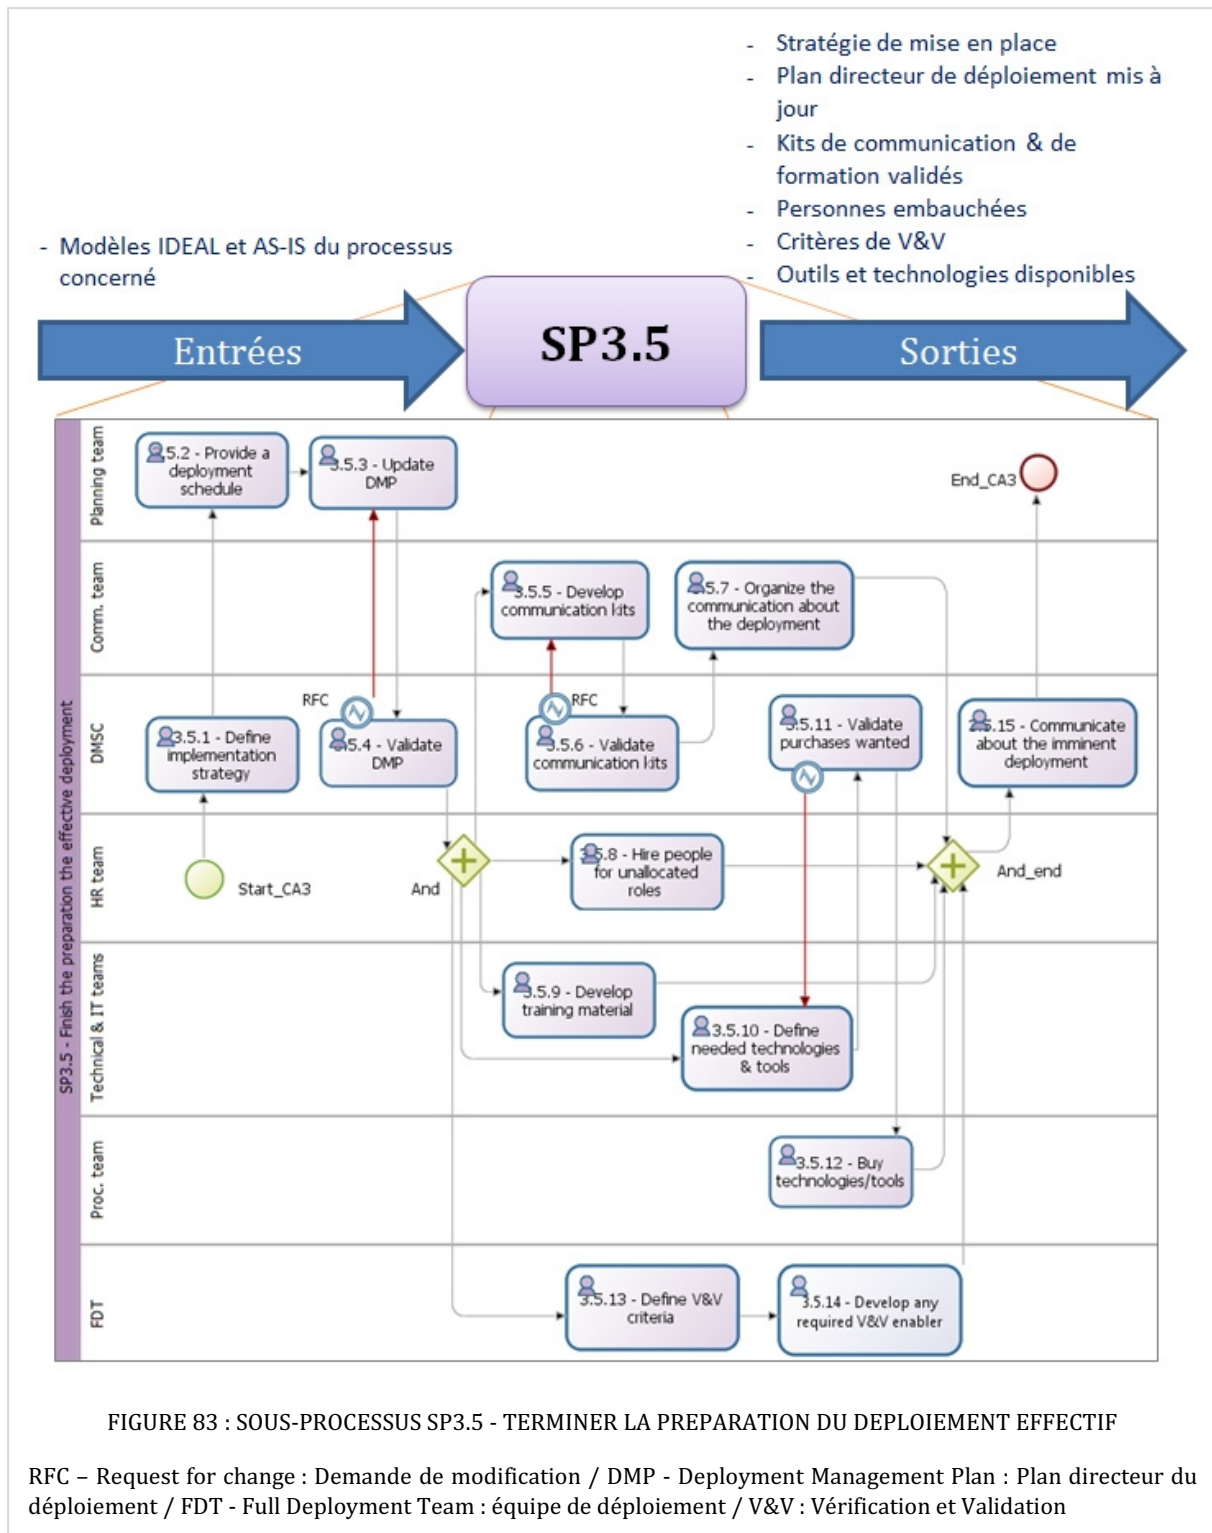 - Stratégie de mise en place
- Plan directeur de déploiement mis à
jour
- Kits de communication & de
formation validés
- Personnes embauchées
- Critères de V&V
- Outils et technologies disponibles
- Modèles IDEAL et AS-IS du processus
concerné
Entrées
SP3.5
Sorties
SP3.5 - Finish the preparation the effective deployment
Planning team
5.2 - Provide a
deployment
schedule
3.5.3 - Update
DMP
End_CA3
Comm. team
3.5.5 - Develop
communication kits
5.7 - Organize the
communication about
the deployment
DMSC
3.5.1 - Define
implementation
strategy
RFC
3.5.4 - Validate
DMP
RFC
3.5.6 - Validate
communication kits
3.5.11 - Validate
purchases wanted
3.5.15 - Communicate
about the imminent
deployment
HR team
Start_CA3
And
3.5.8 - Hire people
for unallocated
roles
And_end
Technical & IT teams
3.5.9 - Develop
training material
3.5.10 - Define
needed technologies
& tools
Proc. team
3.5.12 - Buy
technologies/tools
FDT
3.5.13 - Define V&V
criteria
3.5.14 - Develop any
required V&V enabler
FIGURE 83 : SOUS-PROCESSUS SP3.5 - TERMINER LA PREPARATION DU DEPLOIEMENT EFFECTIF
RFC – Request for change : Demande de modification / DMP - Deployment Management Plan : Plan directeur du
déploiement / FDT - Full Deployment Team : équipe de déploiement / V&V : Vérification et Validation